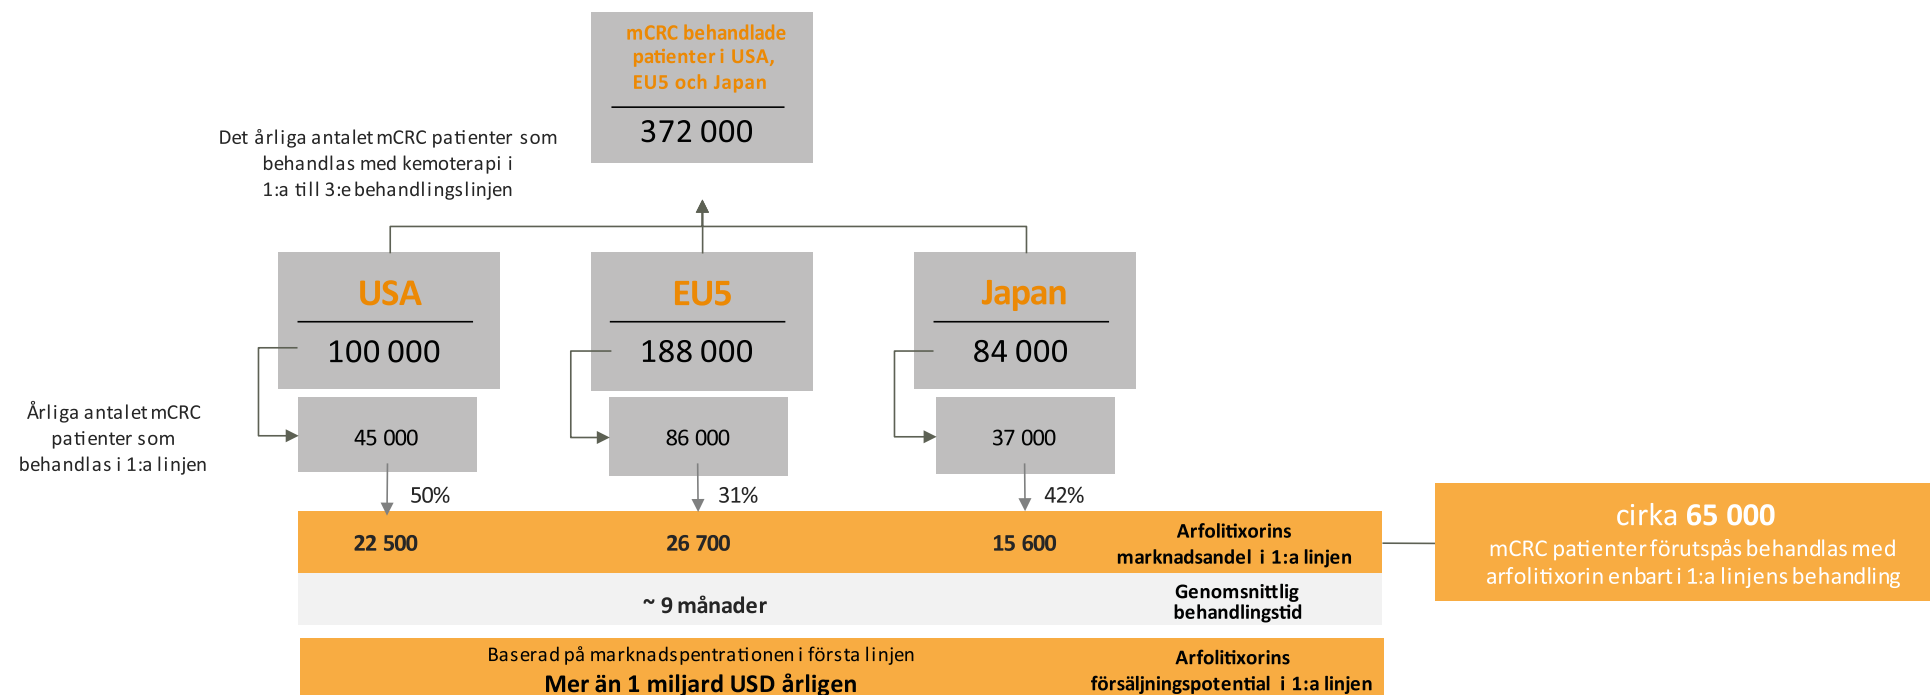 mCRC behandlade
patienter i USA,
EU5 och Japan
372 000
Det årliga antalet mCRC patienter som
behandlas med kemoterapi i
1:a till 3:e behandlingslinjen
USA
100 000
EU5
188 000
Japan
84 000
Årliga antalet mCRC
patienter som
behandlas i 1:a linjen
45 000
86 000
37 000
50%
31%
42%
22 500
26 700
15 600
Arfolitixorins
marknadsandel i 1:a linjen
cirka 65 000
mCRC patienter förutspås behandlas med
arfolitixorin enbart i 1:a linjens behandling
~ 9 månader
Genomsnittlig
behandlingstid
Baserad på marknadspentrationen i första linjen
Mer än 1 miljard USD årligen
Arfolitixorins
försäljningspotential i 1:a linjen